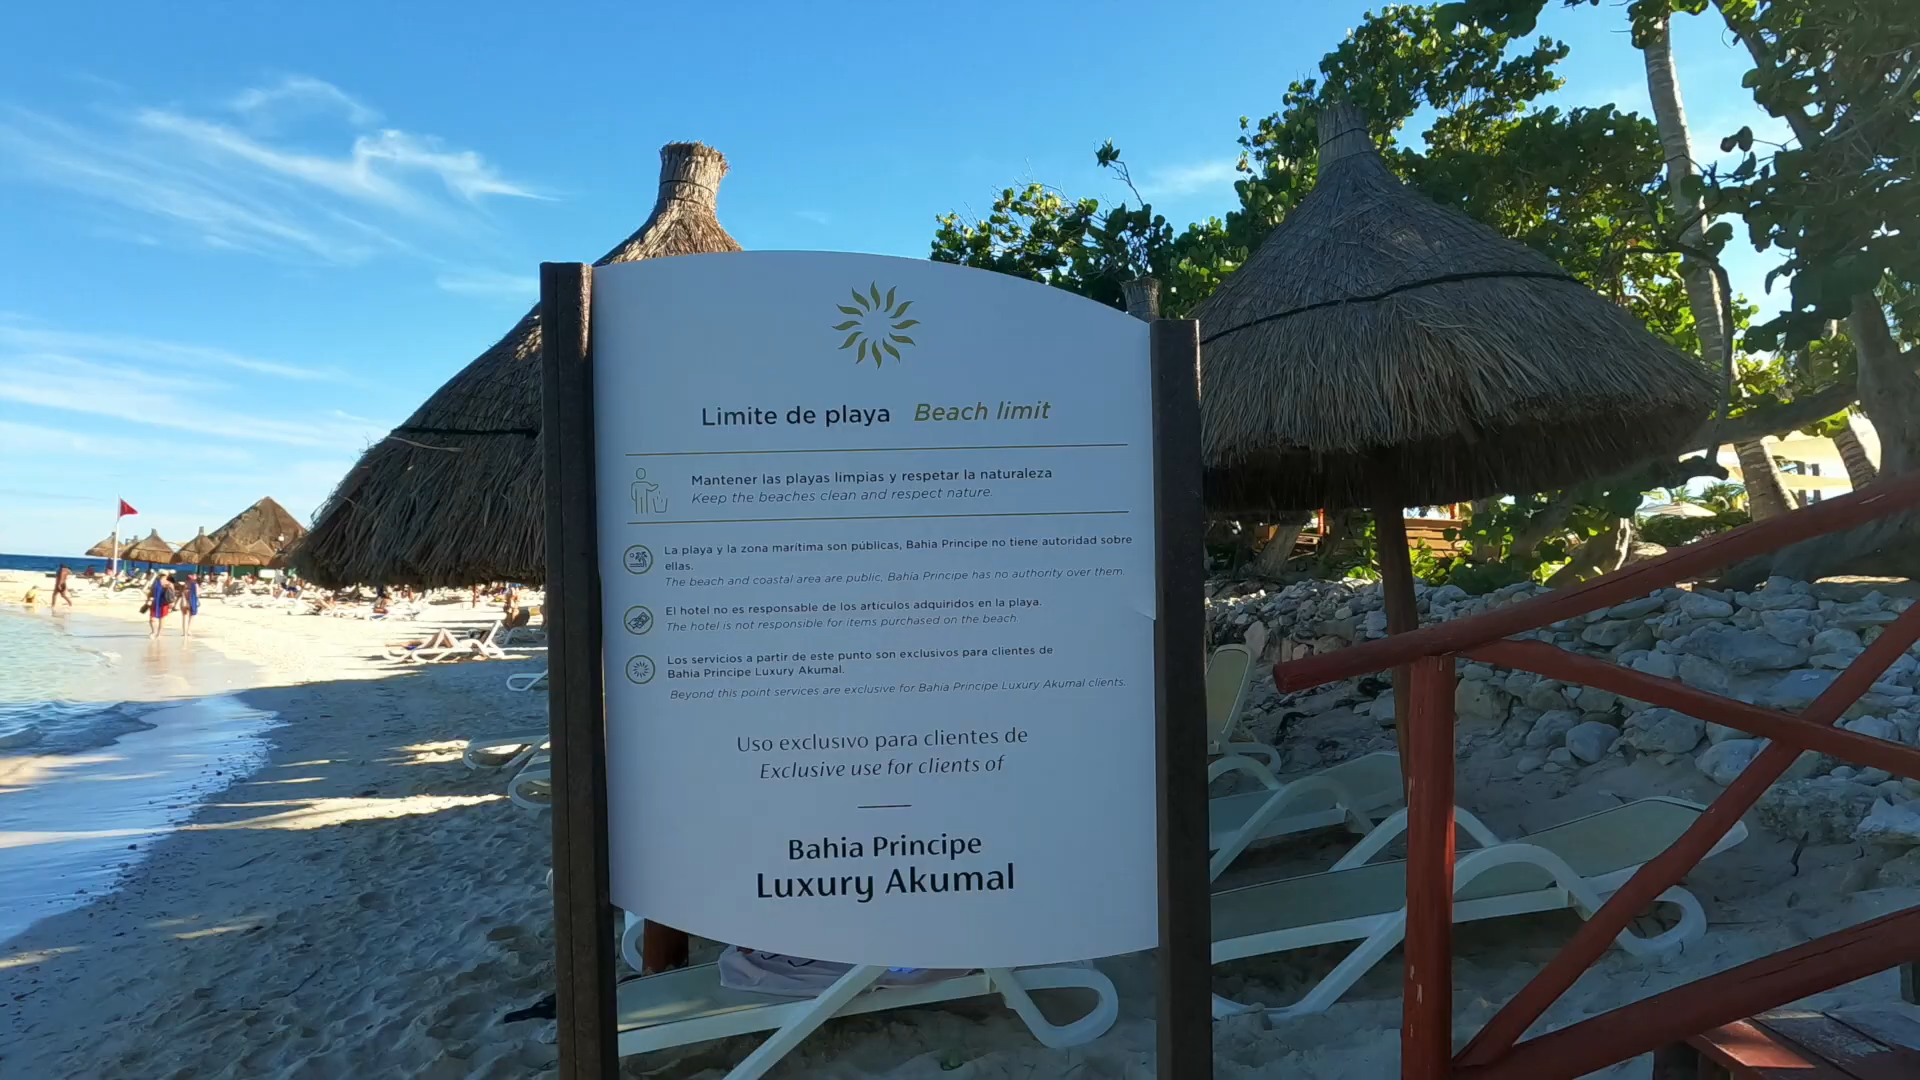 Limite de playa Beach limit
Mantener las playas limpias y respetar la naturaleza
Keep the beaches clean and respect nature.
La playa y la zona marítima son públicas, Bahia Principe no tiene autoridad sobre
ellas.
The beach and coastal area are public, Bahia Principe has no authority over them.
El hotel no es responsable de los artículos adquiridos en la playa.
The hotel is not responsible for items purchased on the beach.
Los servicios a partir de este punto son exclusivos para clientes de
Bahia Principe Luxury Akumal.
Beyond this point services are exclusive for Bahia Principe Luxury Akumal clients.
Uso exclusivo para clientes de
Exclusive use for clients of
Bahia Principe
Luxury Akumal